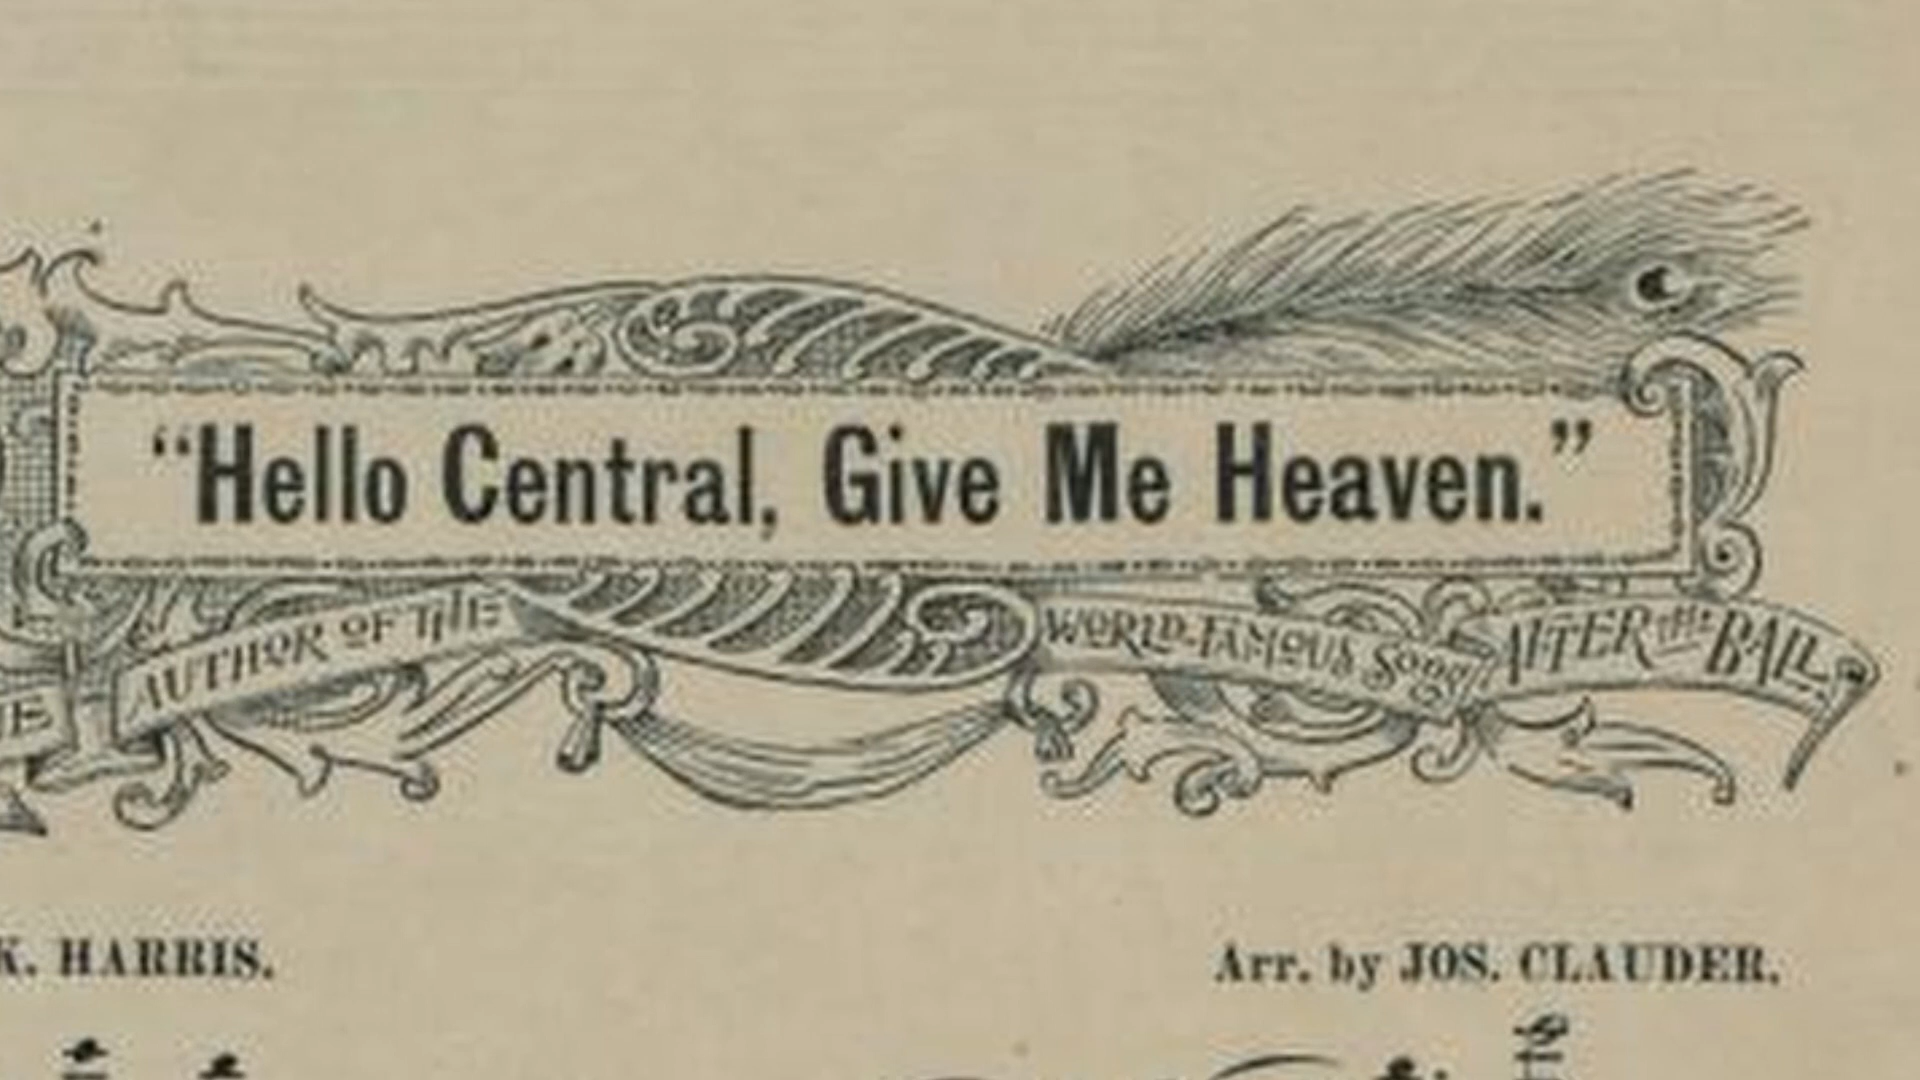 “Hello Central, Give Me Heaven.”
AUTHOR OF THE WORLD-FAMOUS Song AFTER THE BALL.
K. HARRIS.
Arr. by JOS. CLAUDER.